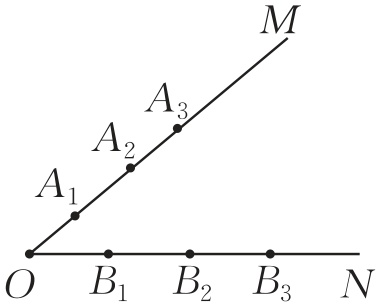 M
A₃
A₂
A₁
O B₁ B₂ B₃ N